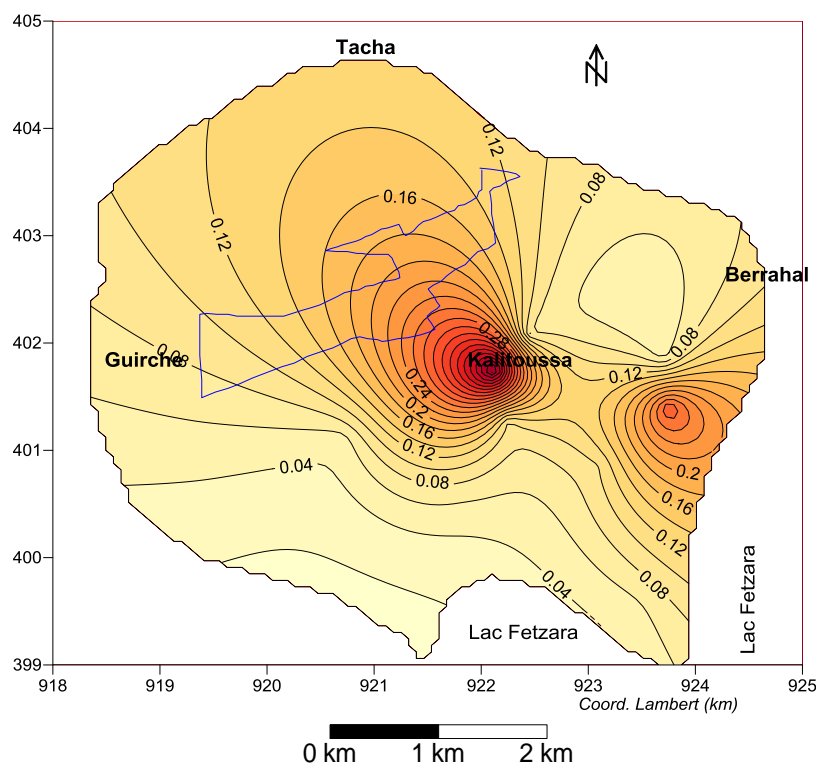 405
Tacha
N
404
0.12
0.08
0.16
403
0.12
Berrahal
402
0.28
0.08
Guirche
0.08
Kalitoussa
0.12
0.24
0.2
0.16
401
0.12
0.2
0.04
0.08
0.16
0.12
400
0.04
0.08
Lac Fetzara
Lac Fetzara
399
918 919 920 921 922 923 924 925
Coord. Lambert (km)
0 km 1 km 2 km